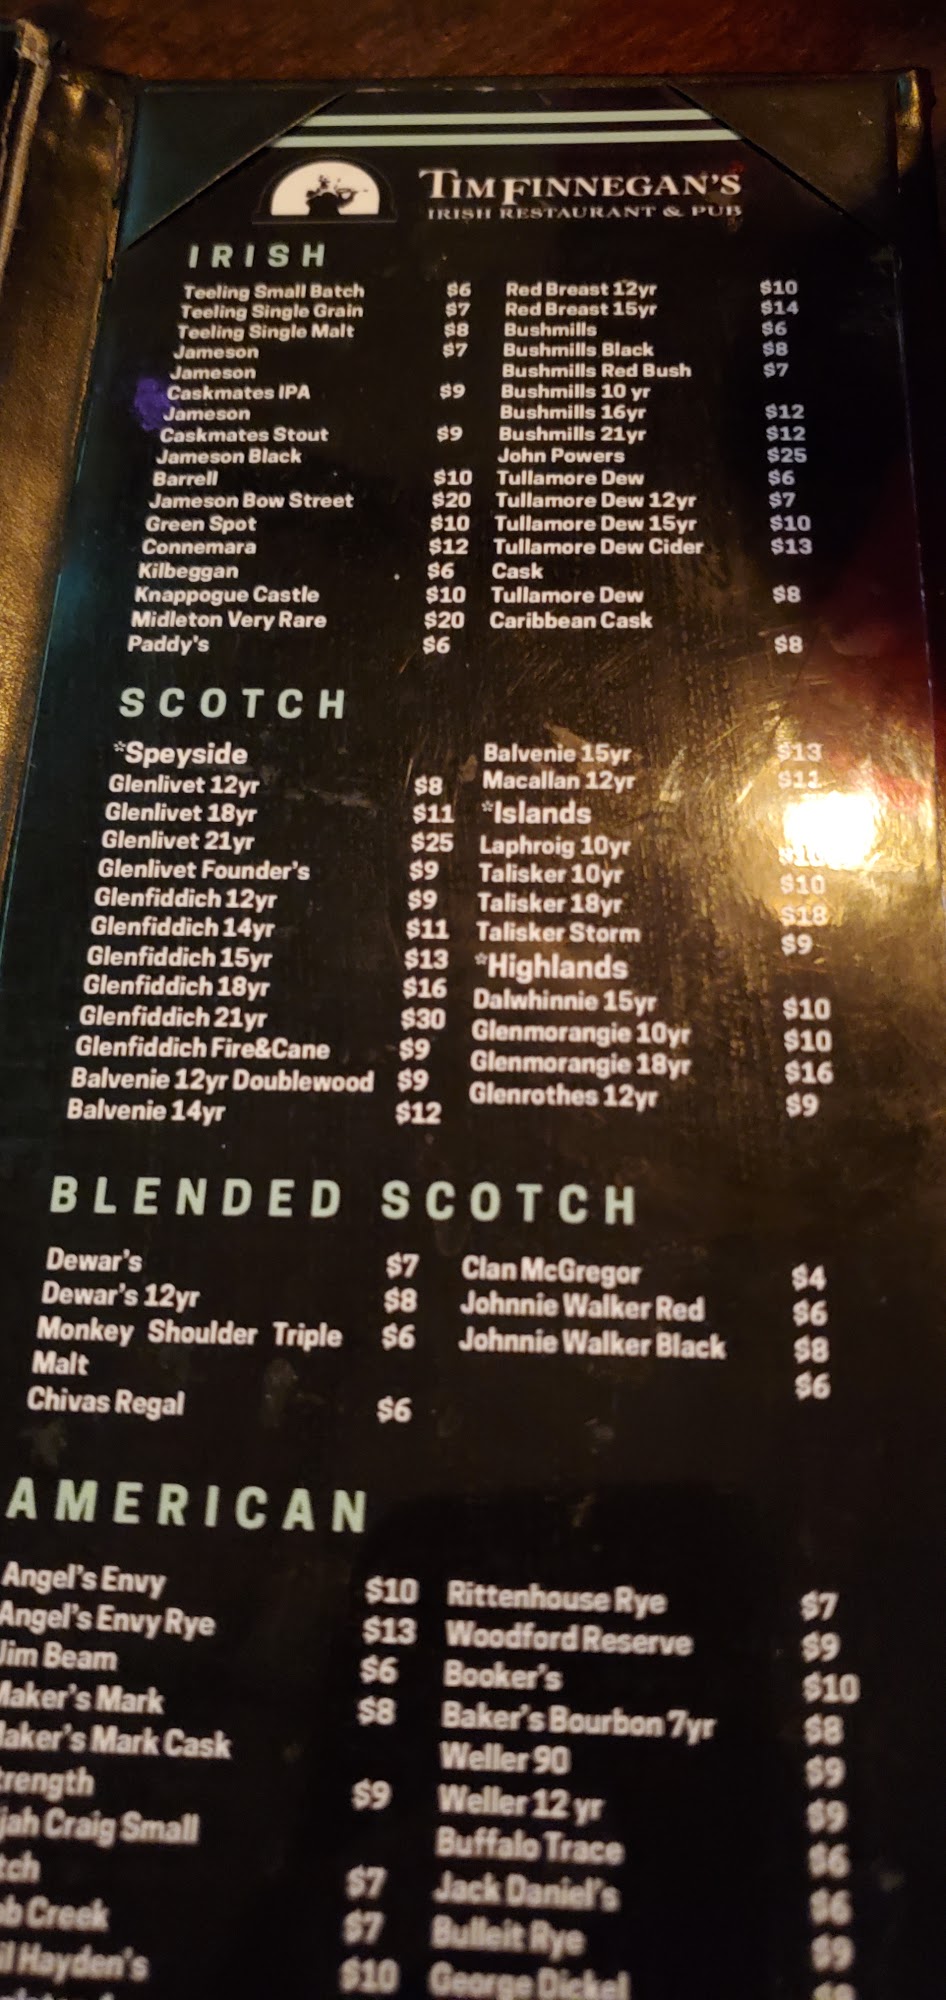 TIM FINNEGAN'S
IRISH RESTAURANT & PUB
IRISH
Teeling Small Batch $6
Teeling Single Grain $7
Teeling Single Malt $8
Jameson $7
Jameson
Caskmates IPA $9
Jameson
Caskmates Stout $9
Jameson Black
Barrell $10
Jameson Bow Street $20
Green Spot $10
Connemara $12
Kilbeggan $6
Knappogue Castle $10
Midleton Very Rare $20
Paddy's $6
Red Breast 12yr $10
Red Breast 15yr $14
Bushmills $6
Bushmills Black $8
Bushmills Red Bush $7
Bushmills 10 yr
Bushmills 16yr $12
Bushmills 21yr $12
John Powers $25
Tullamore Dew $6
Tullamore Dew 12yr $7
Tullamore Dew 15yr $10
Tullamore Dew Cider $13
Cask
Tullamore Dew $8
Caribbean Cask
$8
SCOTCH
*Speyside
Glenlivet 12yr $8
Glenlivet 18yr $11
Glenlivet 21yr $25
Glenlivet Founder's $9
Glenfiddich 12yr $9
Glenfiddich 14yr $11
Glenfiddich 15yr $13
Glenfiddich 18yr $16
Glenfiddich 21yr $30
Glenfiddich Fire&Cane $9
Balvenie 12yr Doublewood $9
Balvenie 14yr $12
Balvenie 15yr $13
Macallan 12yr $11
*Islands
Laphroig 10yr
Talisker 10yr $10
Talisker 18yr $18
Talisker Storm $9
*Highlands
Dalwhinnie 15yr $10
Glenmorangie 10yr $10
Glenmorangie 18yr $16
Glenrothes 12yr $9
BLENDED SCOTCH
Dewar's $7
Dewar's 12yr $8
Monkey Shoulder Triple $6
Malt
Chivas Regal $6
Clan McGregor $4
Johnnie Walker Red $6
Johnnie Walker Black $8
$6
AMERICAN
Angel's Envy $10
Angel's Envy Rye $13
Jim Beam $6
Maker's Mark $8
Maker's Mark Cask
trength $9
jah Craig Small
tch $7
ob Creek $7
il Hayden's $10
Rittenhouse Rye $7
Woodford Reserve $9
Booker's $10
Baker's Bourbon 7yr $8
Weller 90 $9
Weller 12 yr $9
Buffalo Trace $6
Jack Daniel's $6
Bulleit Rye $9
George Dickel